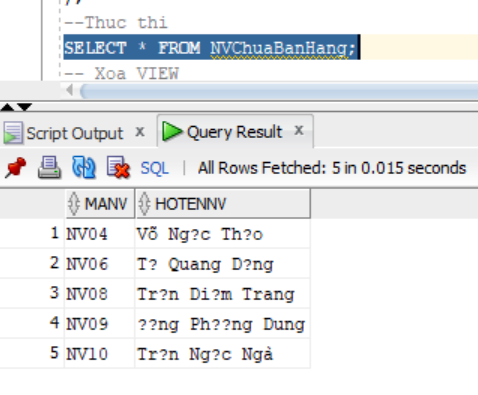 --Thuc thi
SELECT * FROM NVChuaBanHang;
-- Xoa VIEW
Script Output x Query Result x
SQL | All Rows Fetched: 5 in 0.015 seconds
MANV HOTENNV
1 NV04 Võ Ng?c Th?o
2 NV06 T? Quang D?ng
3 NV08 Tr?n Di?m Trang
4 NV09 ??ng Ph??ng Dung
5 NV10 Tr?n Ng?c Ngà